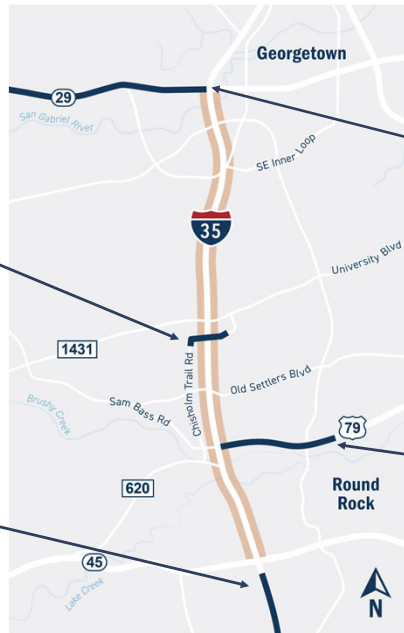 Georgetown
29
San Gabriel River
SE Inner Loop
35
University Blvd
1431
Chisholm Trail Rd
Old Settlers Blvd
Brushy Creek
Sam Bass Rd
79
620
Round
Rock
45
Lake Creek
N